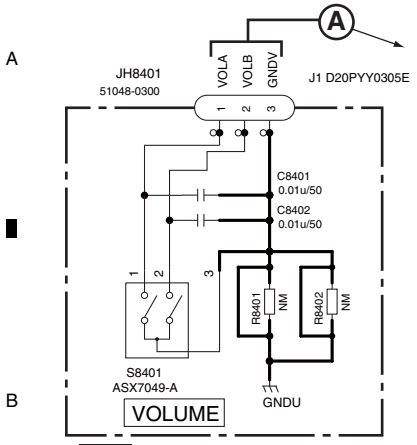 A
A
VOLA
VOLB
GNDV
JH8401
51048-0300
J1 D20PYY0305E
1
2
3
C8401
0.01u/50
C8402
0.01u/50
1
2
3
R8401
NM
R8402
NM
S8401
ASX7049-A
GNDU
B
VOLUME